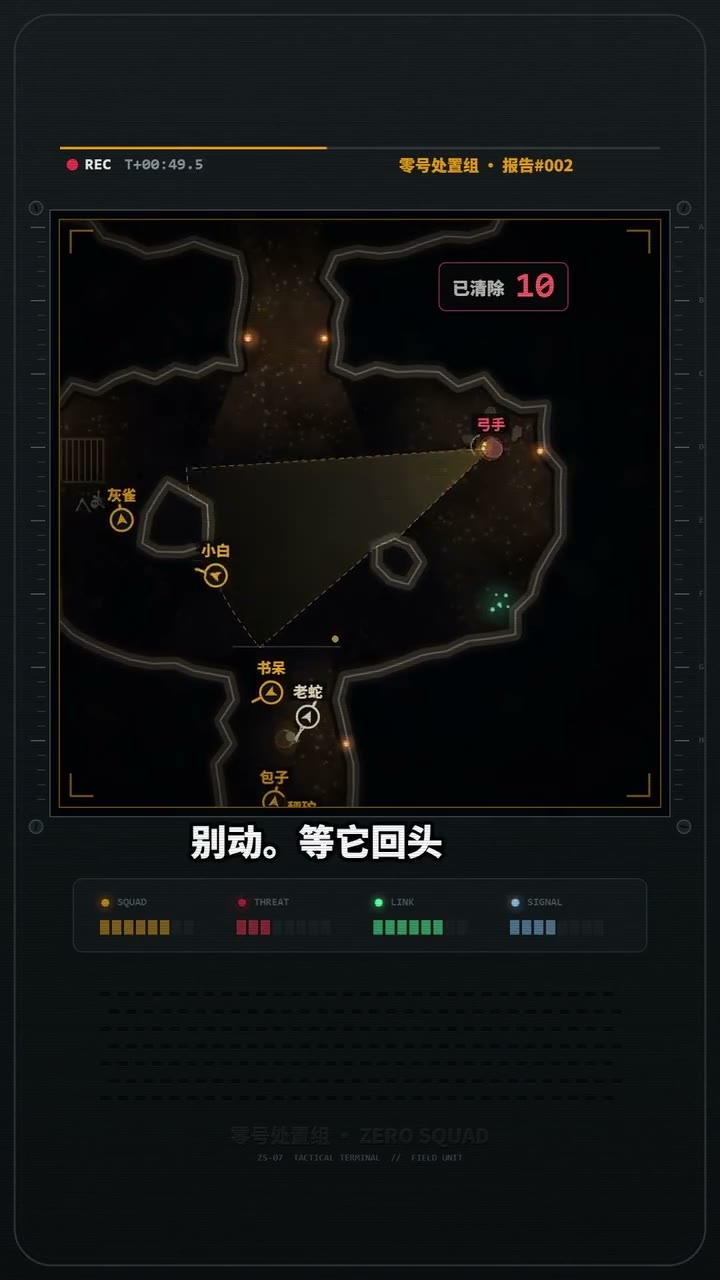 REC T+00:49.5
零号处置组 · 报告#002
已清除 10
弓手
灰雀
小白
书呆
老蛇
包子
别动。等它回头
SQUAD
THREAT
LINK
SIGNAL
零号处置组 · ZERO SQUAD
ZS-07 TACTICAL TERMINAL // FIELD UNIT